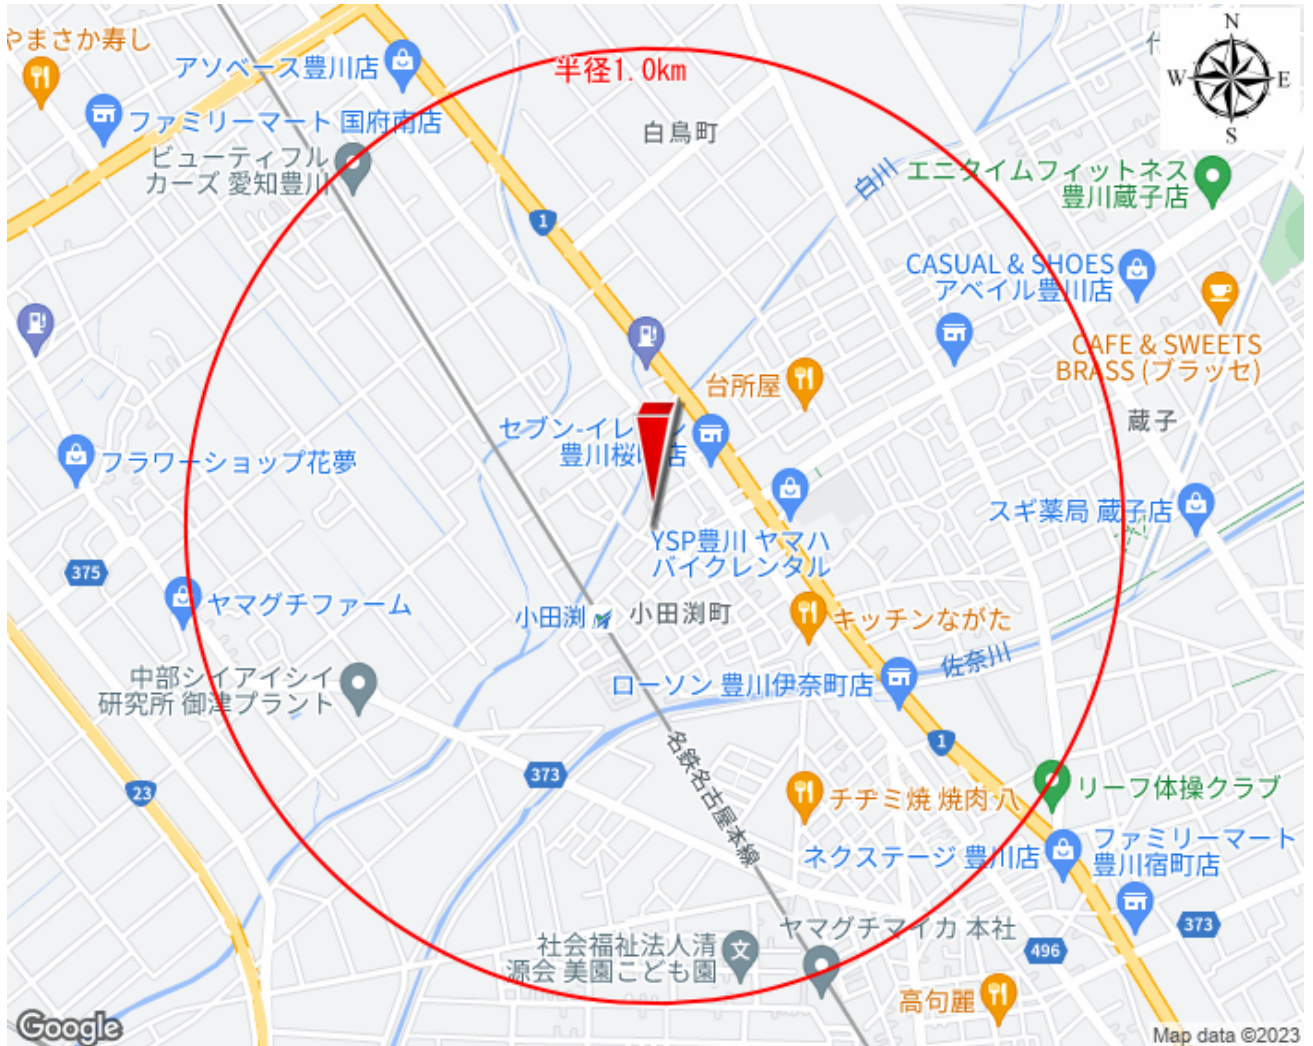 やまさか寿し
アソベース豊川店
ファミリーマート 国府南店
ビューティフル
カーズ 愛知豊川
半径1.0km
白鳥町
N
W
E
S
白川
エニタイムフィットネス
豊川蔵子店
1
CASUAL & SHOES
アベイル豊川店
CAFE & SWEETS
BRASS (ブラッセ)
台所屋
蔵子
セブン-イレブン
豊川桜町店
フラワーショップ花夢
スギ薬局 蔵子店
YSP豊川 ヤマハ
バイクレンタル
375
ヤマグチファーム
小田渕
小田渕町
キッチンながた
佐奈川
中部シイアイシイ
研究所 御津プラント
ローソン 豊川伊奈町店
1
名鉄名古屋本線
373
23
チヂミ焼 焼肉 八
リーフ体操クラブ
ネクステージ 豊川店
ファミリーマート
豊川宿町店
373
496
ヤマグチマイカ 本社
社会福祉法人清
源会 美園こども園
文
高句麗
Google
Map data ©2023